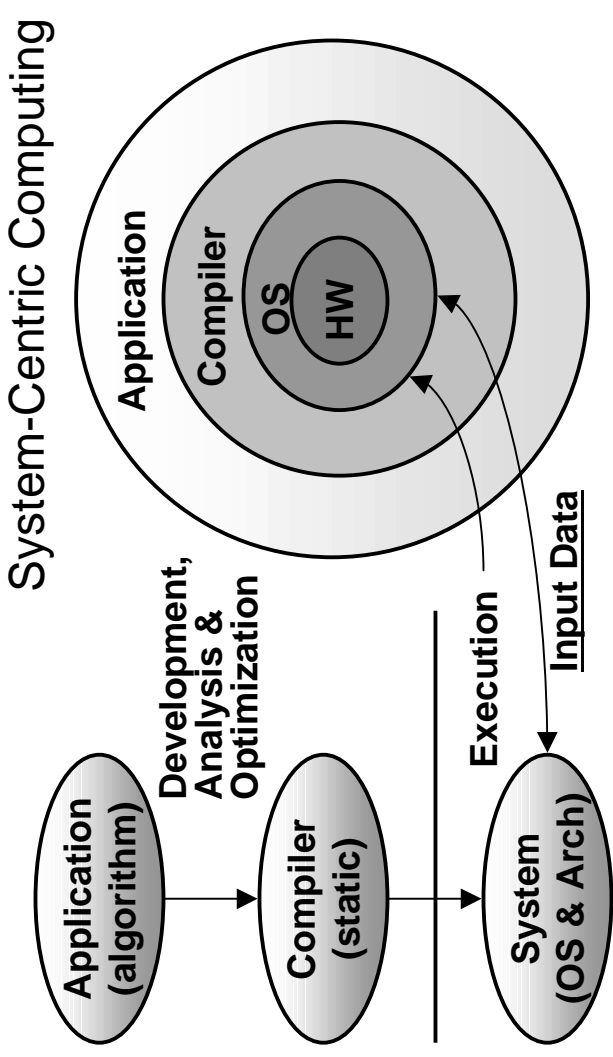 System-Centric Computing
Application
(algorithm)
Development,
Analysis &
Optimization
Compiler
(static)
Execution
System
(OS & Arch)
Input Data
Application
Compiler
OS
HW